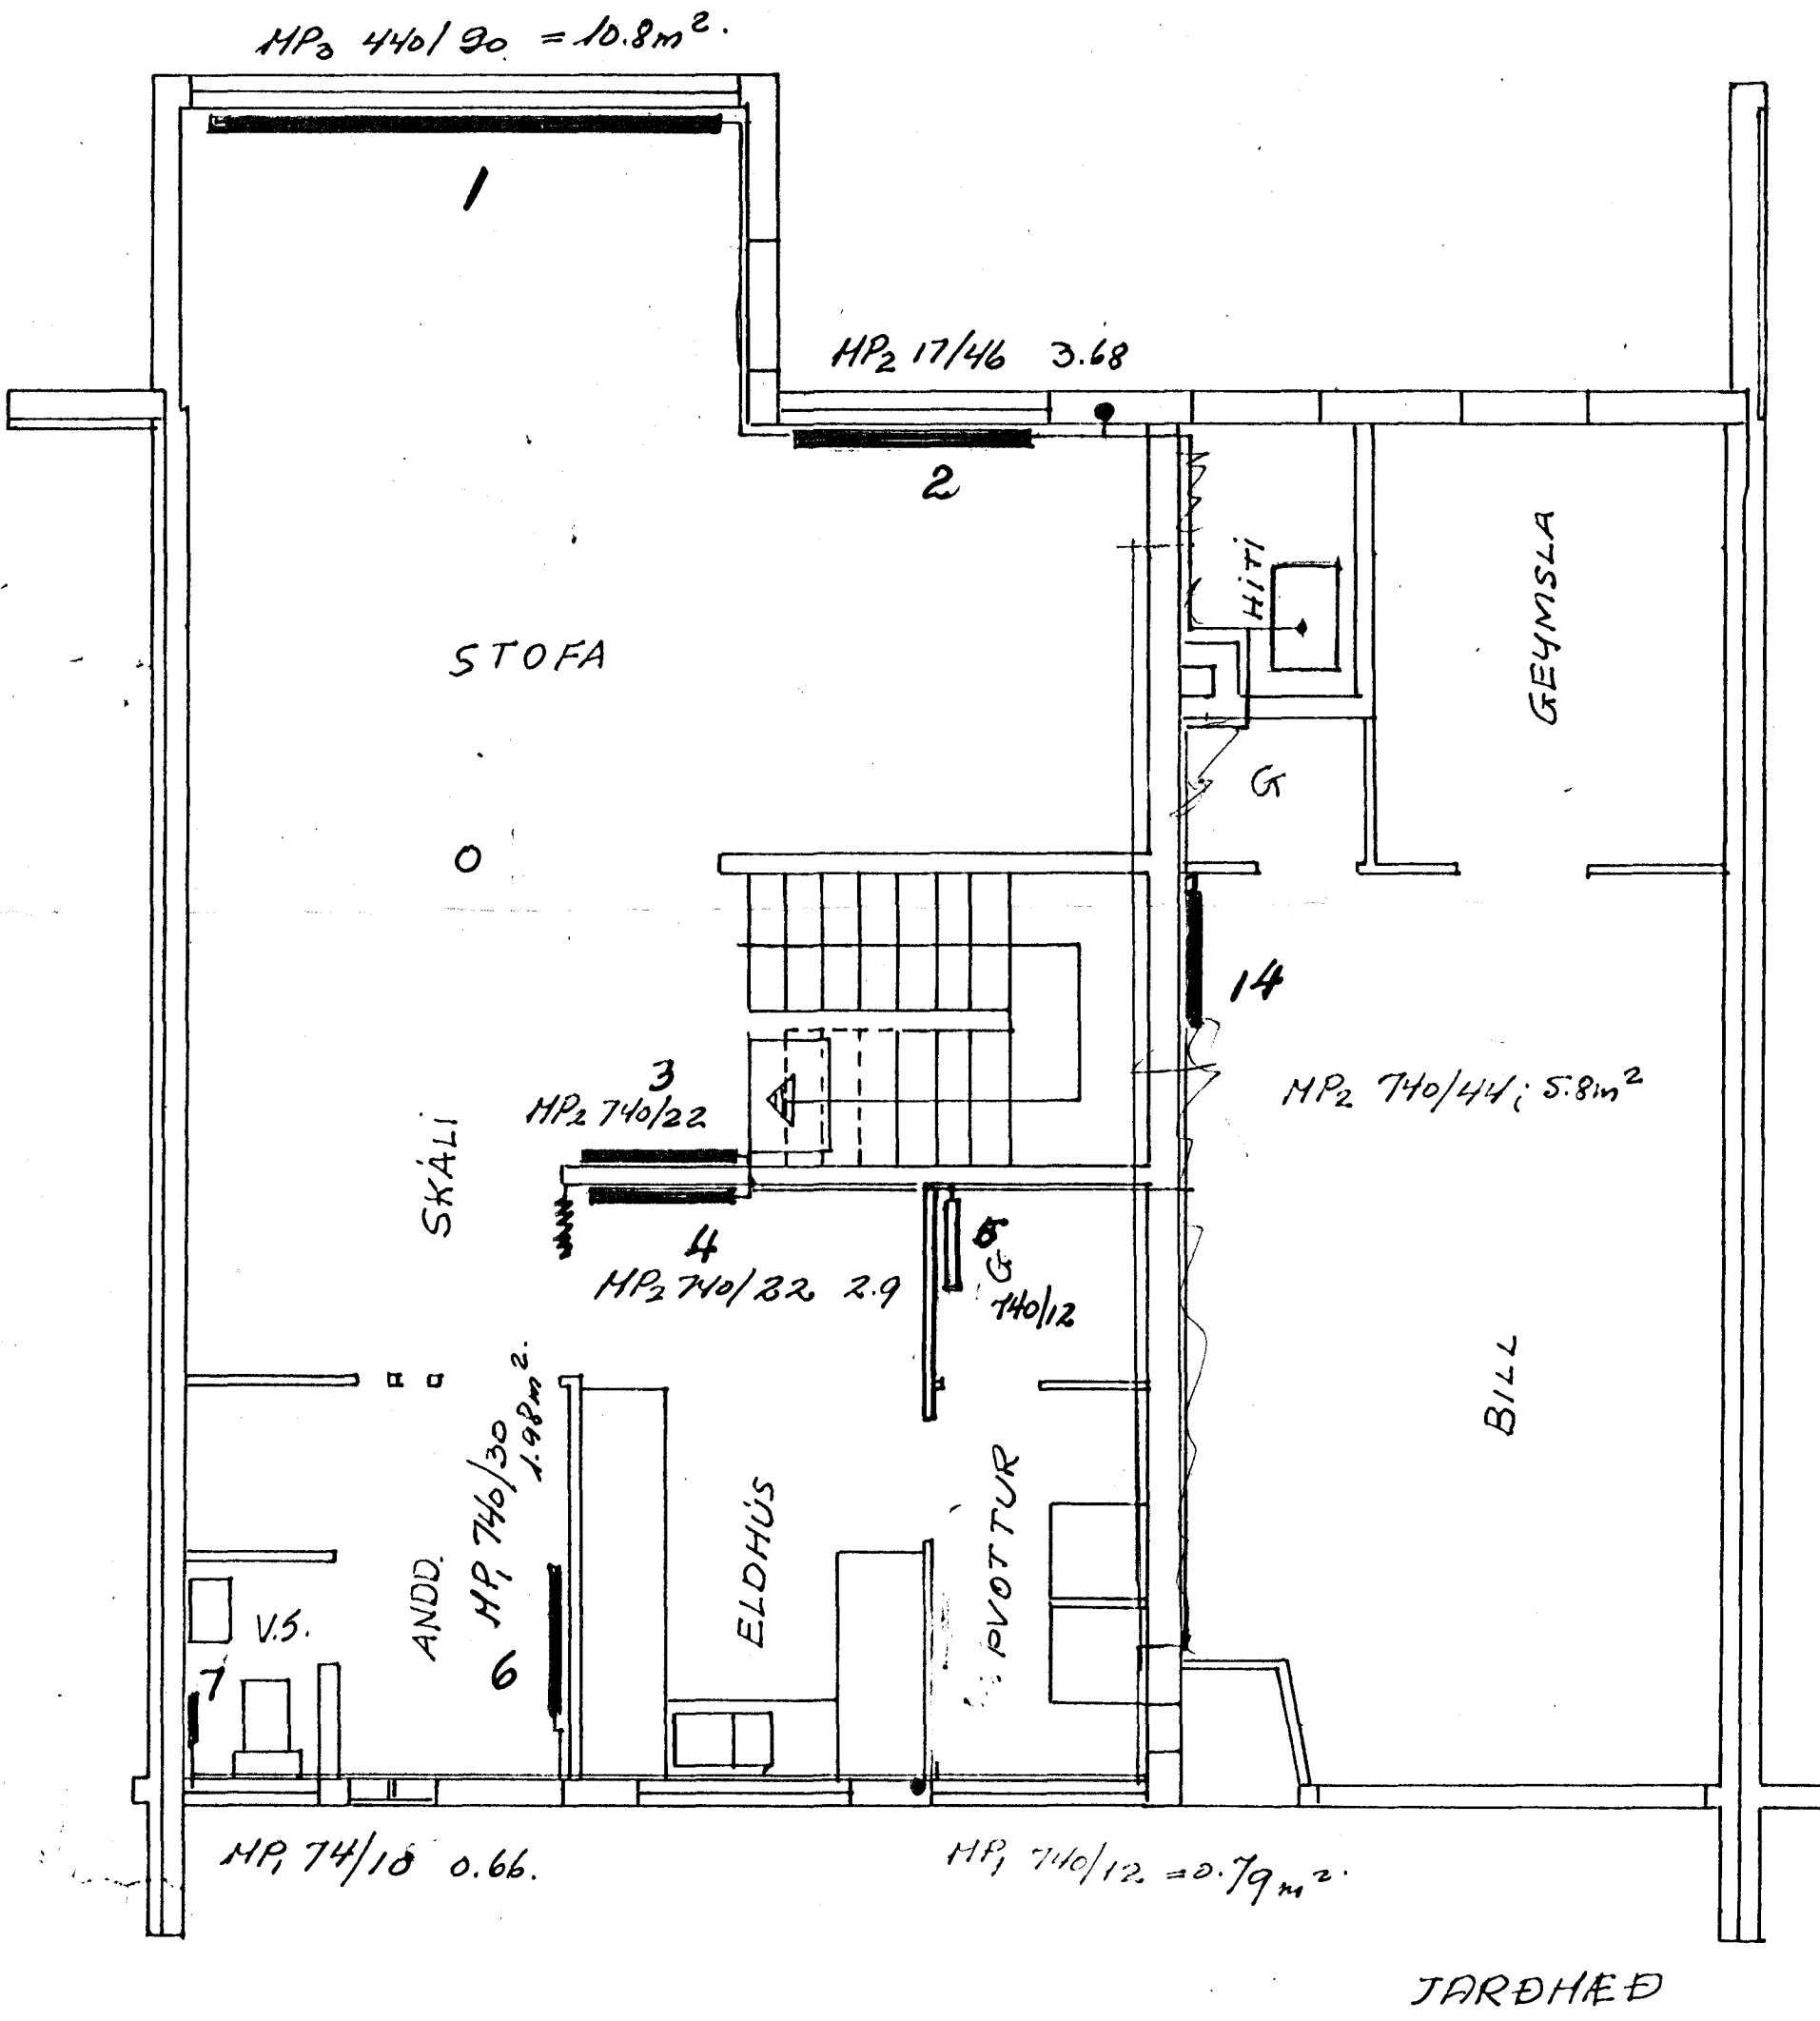 MP3 440/90 = 10.8m².
1
MP2 17/46 3.68
2
HITI
GEYMSLA
STOFA
G
O
14
3
MP2 740/22
MP2 740/44; 5.8m²
SKÁLI
4
MP2 740/22 2.9
5
G
740/12
BILL
MP1 740/30
1.98m².
ELDHÚS
ÞVOTTUR
ANDD.
V.S.
6
7
MP1 74/10 0.66.
MP1 740/12 = 0.79m².
JARÐHÆÐ